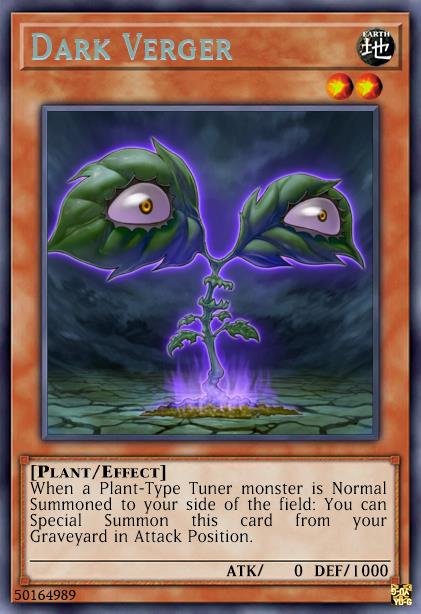 DARK VERGER
EARTH
地
[PLANT/EFFECT]
When a Plant-Type Tuner monster is Normal
Summoned to your side of the field: You can
Special Summon this card from your
Graveyard in Attack Position.
ATK/ 0 DEF/1000
50164989